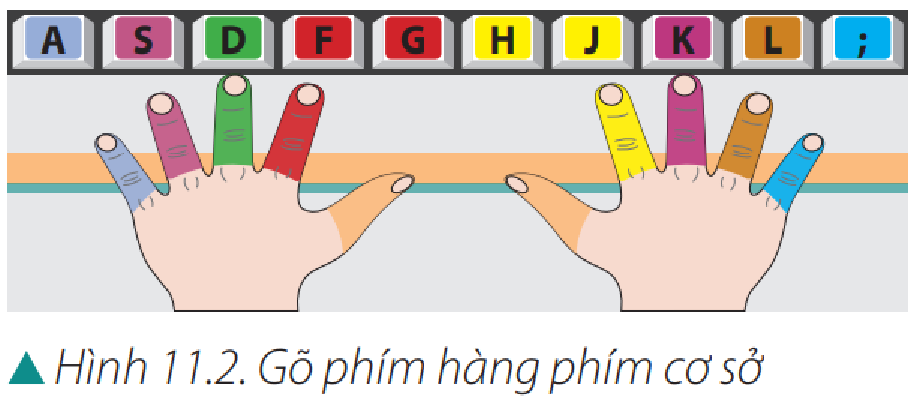 A S D F G H J K L ;
▲ Hình 11.2. Gõ phím hàng phím cơ sở